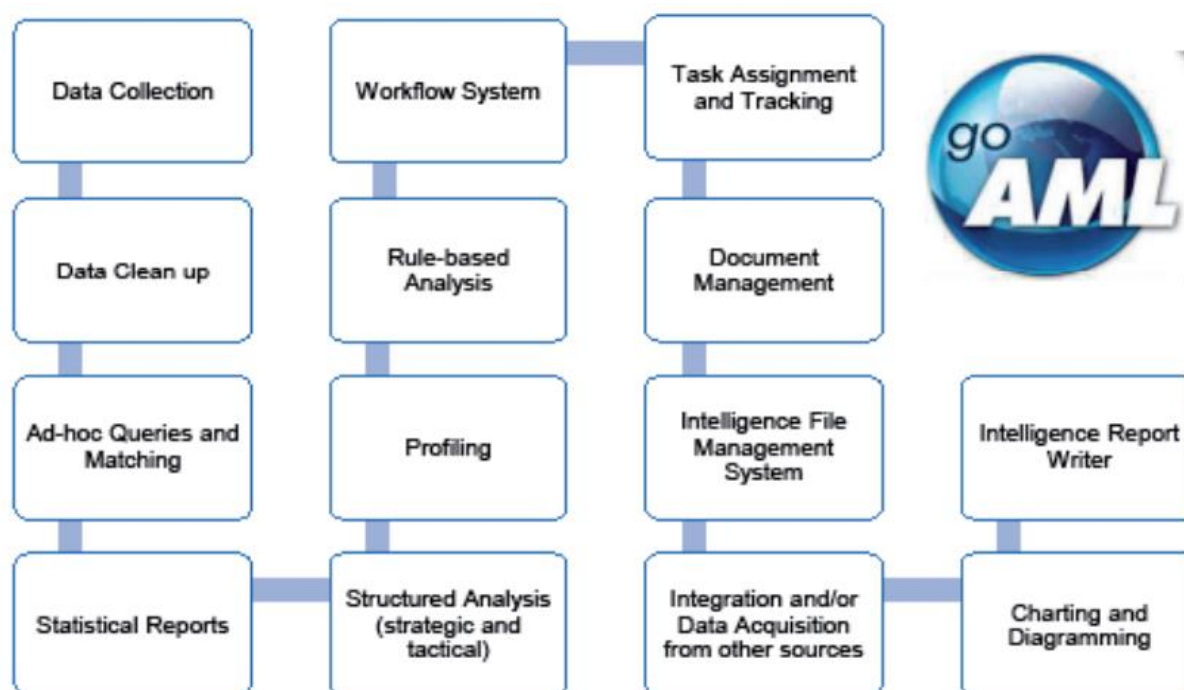 Data Collection
Data Clean up
Ad-hoc Queries and
Matching
Statistical Reports
Structured Analysis
(strategic and
tactical)
Profiling
Rule-based
Analysis
Workflow System
Task Assignment
and Tracking
Document
Management
Intelligence File
Management
System
Integration and/or
Data Acquisition
from other sources
Charting and
Diagramming
Intelligence Report
Writer
go
AML